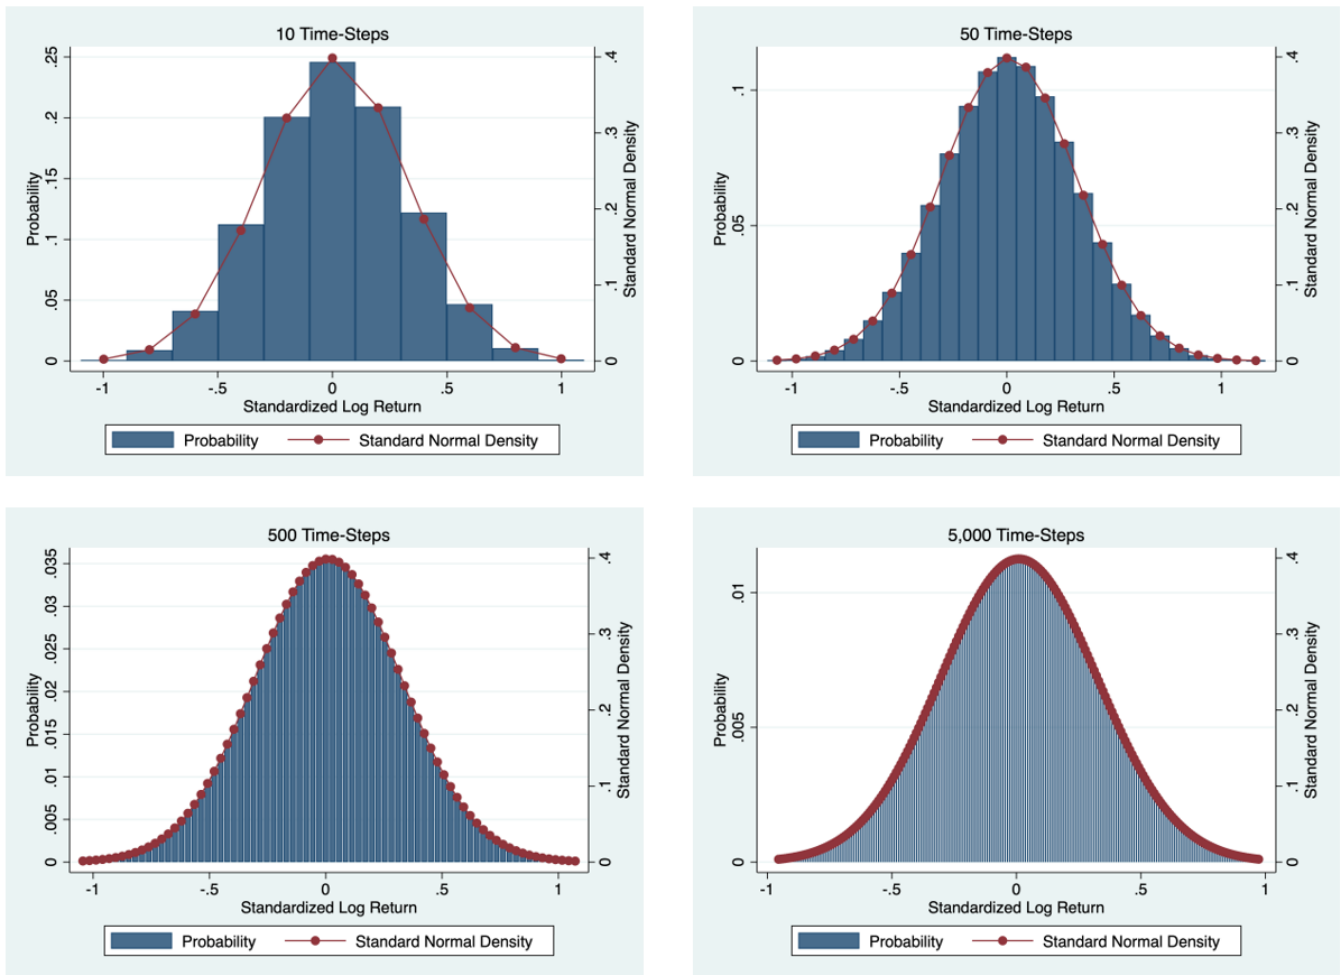 10 Time-Steps
.25
.2
.15
.1
.05
0
Probability
.4
.3
.2
.1
0
Standard Normal Density
-1 -.5 0 .5 1
Standardized Log Return
Probability Standard Normal Density
50 Time-Steps
.1
.05
0
Probability
.4
.3
.2
.1
0
Standard Normal Density
-1 -.5 0 .5 1
Standardized Log Return
Probability Standard Normal Density
500 Time-Steps
.035
.03
.025
.02
.015
.01
.005
0
Probability
.4
.3
.2
.1
0
Standard Normal Density
-1 -.5 0 .5 1
Standardized Log Return
Probability Standard Normal Density
5,000 Time-Steps
.01
.005
0
Probability
.4
.3
.2
.1
0
Standard Normal Density
-1 -.5 0 .5 1
Standardized Log Return
Probability Standard Normal Density